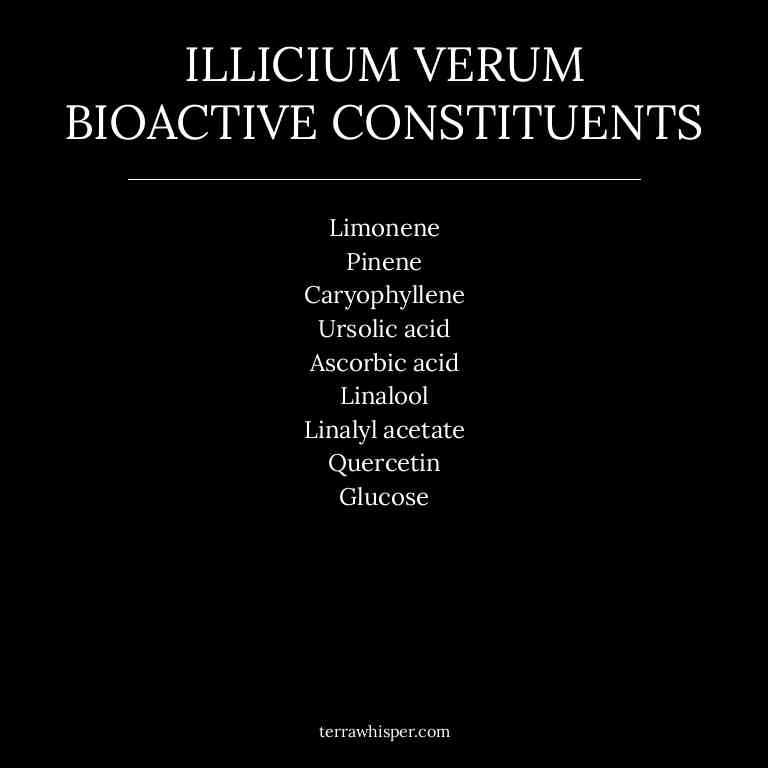 ILLICIUM VERUM
BIOACTIVE CONSTITUENTS
Limonene
Pinene
Caryophyllene
Ursolic acid
Ascorbic acid
Linalool
Linalyl acetate
Quercetin
Glucose
terrawhisper.com